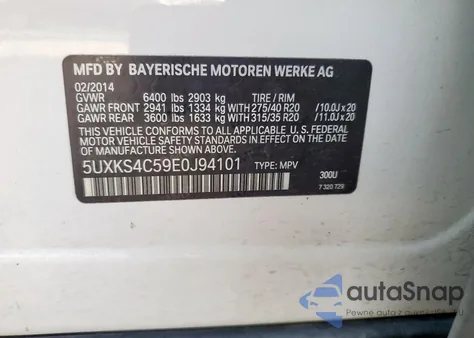 MFD BY BAYERISCHE MOTOREN WERKE AG
02/2014
GVWR 6400 lbs 2903 kg TIRE / RIM
GAWR FRONT 2941 lbs 1334 kg WITH 275/40 R20 /10.0J x 20
GAWR REAR 3600 lbs 1633 kg WITH 315/35 R20 /11.0J x 20
THIS VEHICLE CONFORMS TO ALL APPLICABLE U.S. FEDERAL
MOTOR VEHICLE SAFETY STANDARDS IN EFFECT ON THE DATE
OF MANUFACTURE SHOWN ABOVE.
5UXKS4C59E0J94101 TYPE: MPV 300U
7 320 729
autaSnap
Pewne auta z aukcji